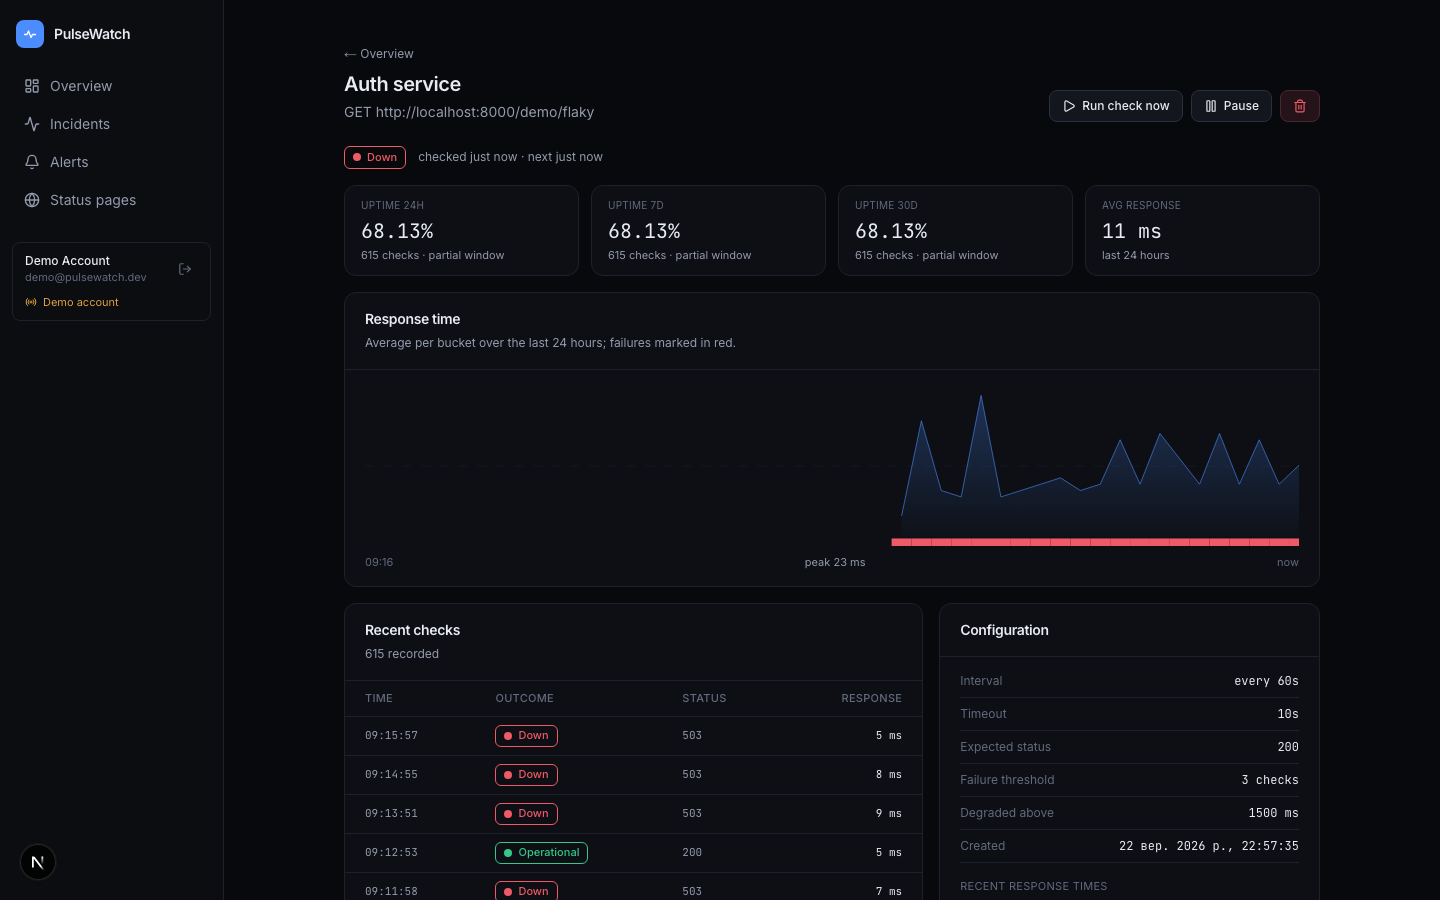 PulseWatch
Overview
Incidents
Alerts
Status pages
Demo Account
demo@pulsewatch.dev
Demo account
← Overview
Auth service
GET http://localhost:8000/demo/flaky
Run check now
Pause
Down
checked just now · next just now
UPTIME 24H
68.13%
615 checks · partial window
UPTIME 7D
68.13%
615 checks · partial window
UPTIME 30D
68.13%
615 checks · partial window
AVG RESPONSE
11 ms
last 24 hours
Response time
Average per bucket over the last 24 hours; failures marked in red.
09:16 peak 23 ms now
Recent checks
615 recorded
TIME OUTCOME STATUS RESPONSE
09:15:57 Down 503 5 ms
09:14:55 Down 503 8 ms
09:13:51 Down 503 9 ms
09:12:53 Operational 200 5 ms
09:11:58 Down 503 7 ms
Configuration
Interval every 60s
Timeout 10s
Expected status 200
Failure threshold 3 checks
Degraded above 1500 ms
Created 22 вер. 2026 р., 22:57:35
RECENT RESPONSE TIMES
N